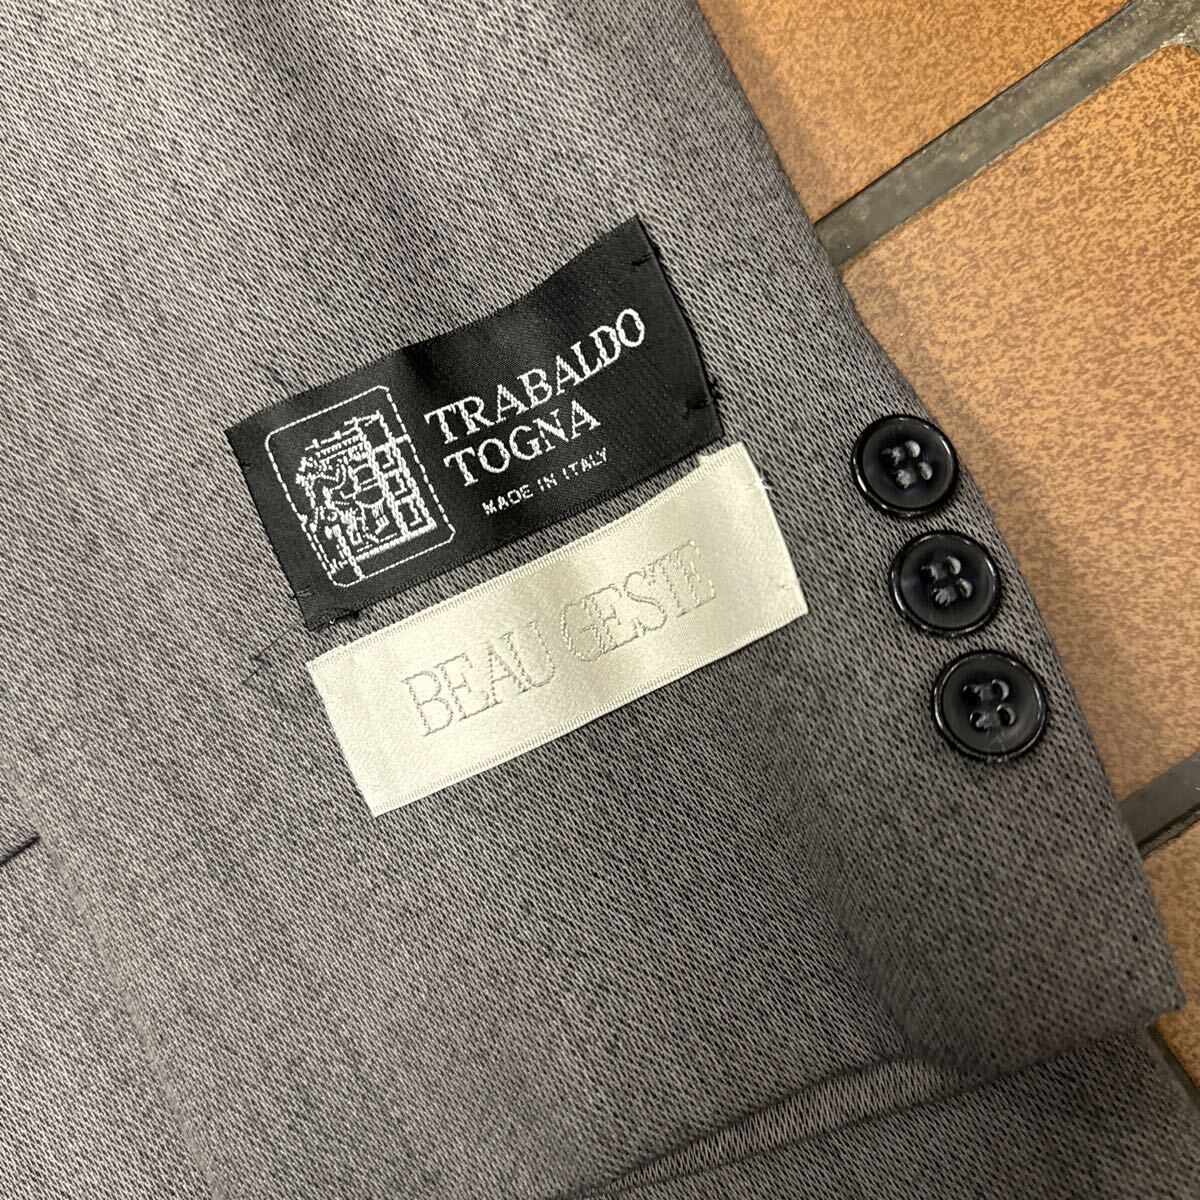 TRABALDO
TOGNA
MADE IN ITALY
BEAU GESTE